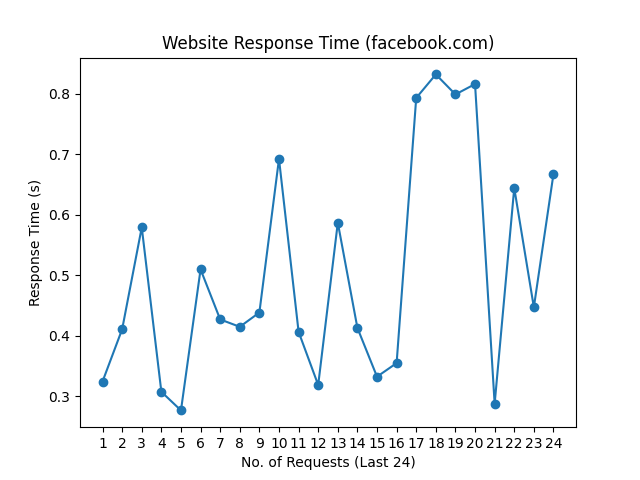 Website Response Time (facebook.com)
Response Time (s)
0.8
0.7
0.6
0.5
0.4
0.3
1 2 3 4 5 6 7 8 9 10 11 12 13 14 15 16 17 18 19 20 21 22 23 24
No. of Requests (Last 24)